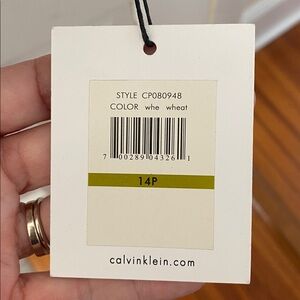 STYLE CP080948
COLOR whe wheat
7 00289 04326 1
14P
calvinklein.com